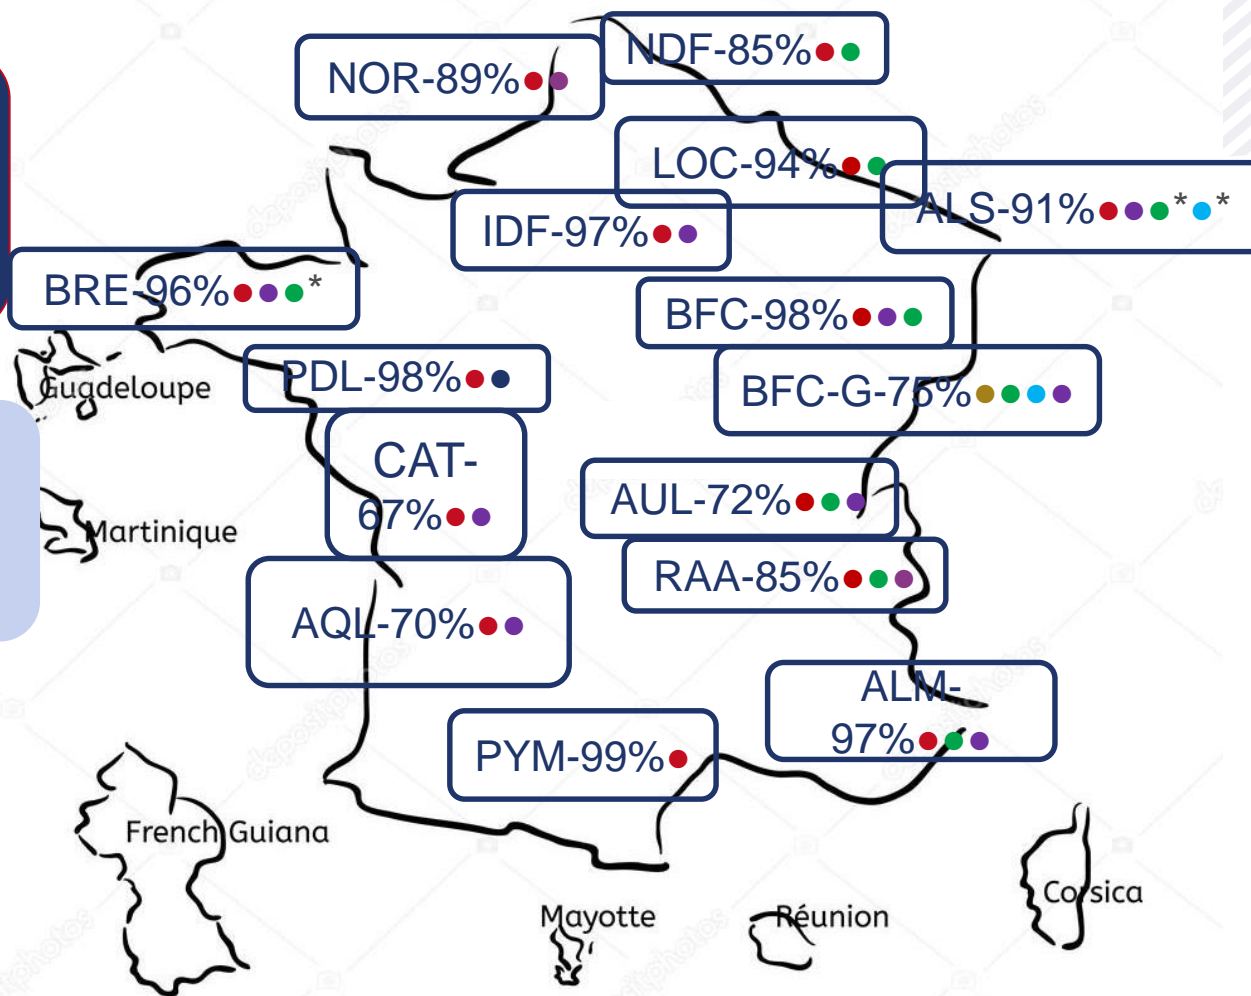 NDF-85%
NOR-89%
LOC-94%
ALS-91%**
IDF-97%
BRE-96%*
BFC-98%
PDL-98%
Guadeloupe
BFC-G-75%
CAT-
67%
AUL-72%
Martinique
RAA-85%
AQL-70%
ALM-
97%
PYM-99%
French Guiana
Corsica
Mayotte
Réunion
depositphotos